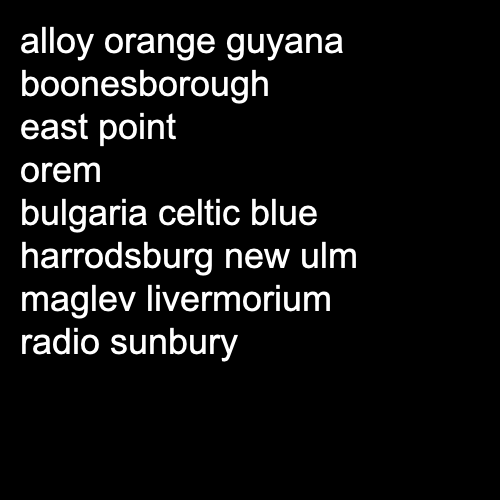 alloy orange guyana
boonesborough
east point
orem
bulgaria celtic blue
harrodsburg new ulm
maglev livermorium
radio sunbury